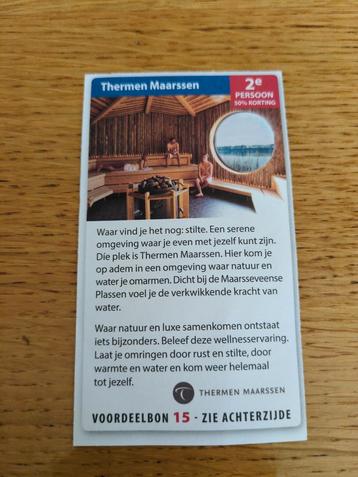 Thermen Maarssen
2e
PERSOON
50% KORTING
Waar vind je het nog: stilte. Een serene
omgeving waar je even met jezelf kunt zijn.
Die plek is Thermen Maarssen. Hier kom je
op adem in een omgeving waar natuur en
water je omarmen. Dicht bij de Maarsseveense
Plassen voel je de verkwikkende kracht van
water.
Waar natuur en luxe samenkomen ontstaat
iets bijzonders. Beleef deze wellnesservaring.
Laat je omringen door rust en stilte, door
warmte en water en kom weer helemaal
tot jezelf.
THERMEN MAARSSEN
VOORDEELBON 15 - ZIE ACHTERZIJDE